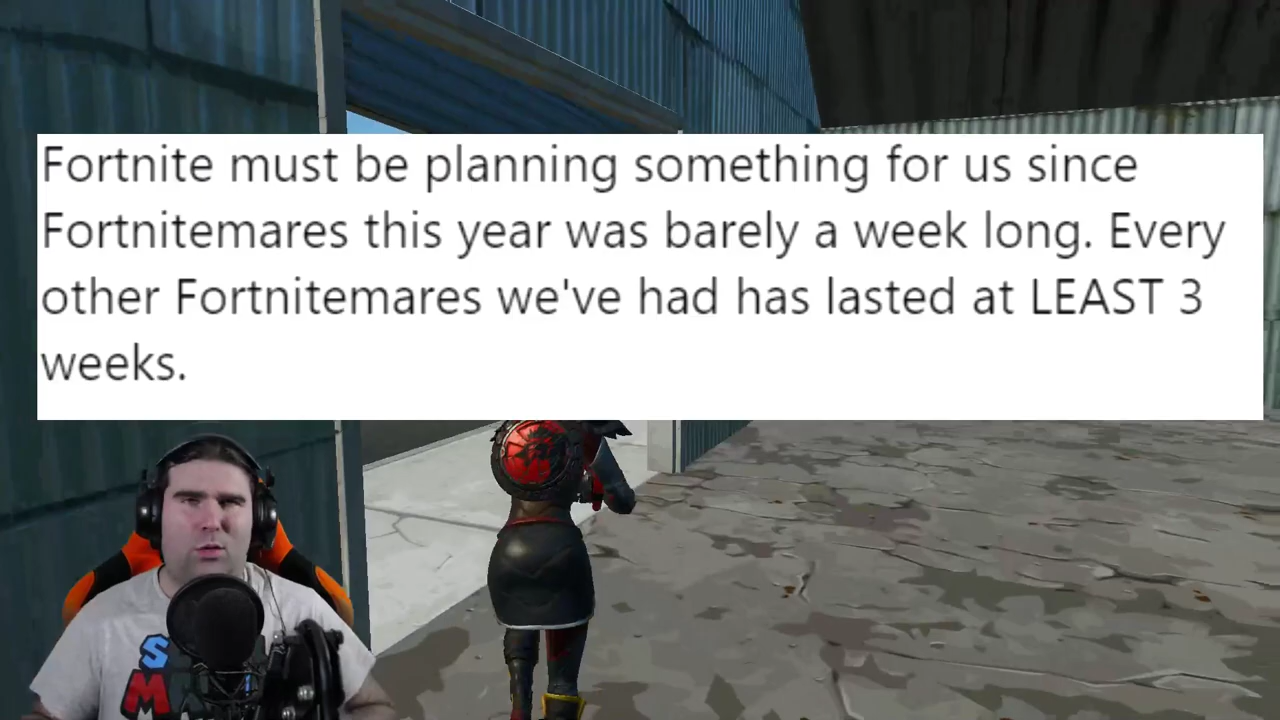 Fortnite must be planning something for us since
Fortnitemares this year was barely a week long. Every
other Fortnitemares we've had has lasted at LEAST 3
weeks.
S
M